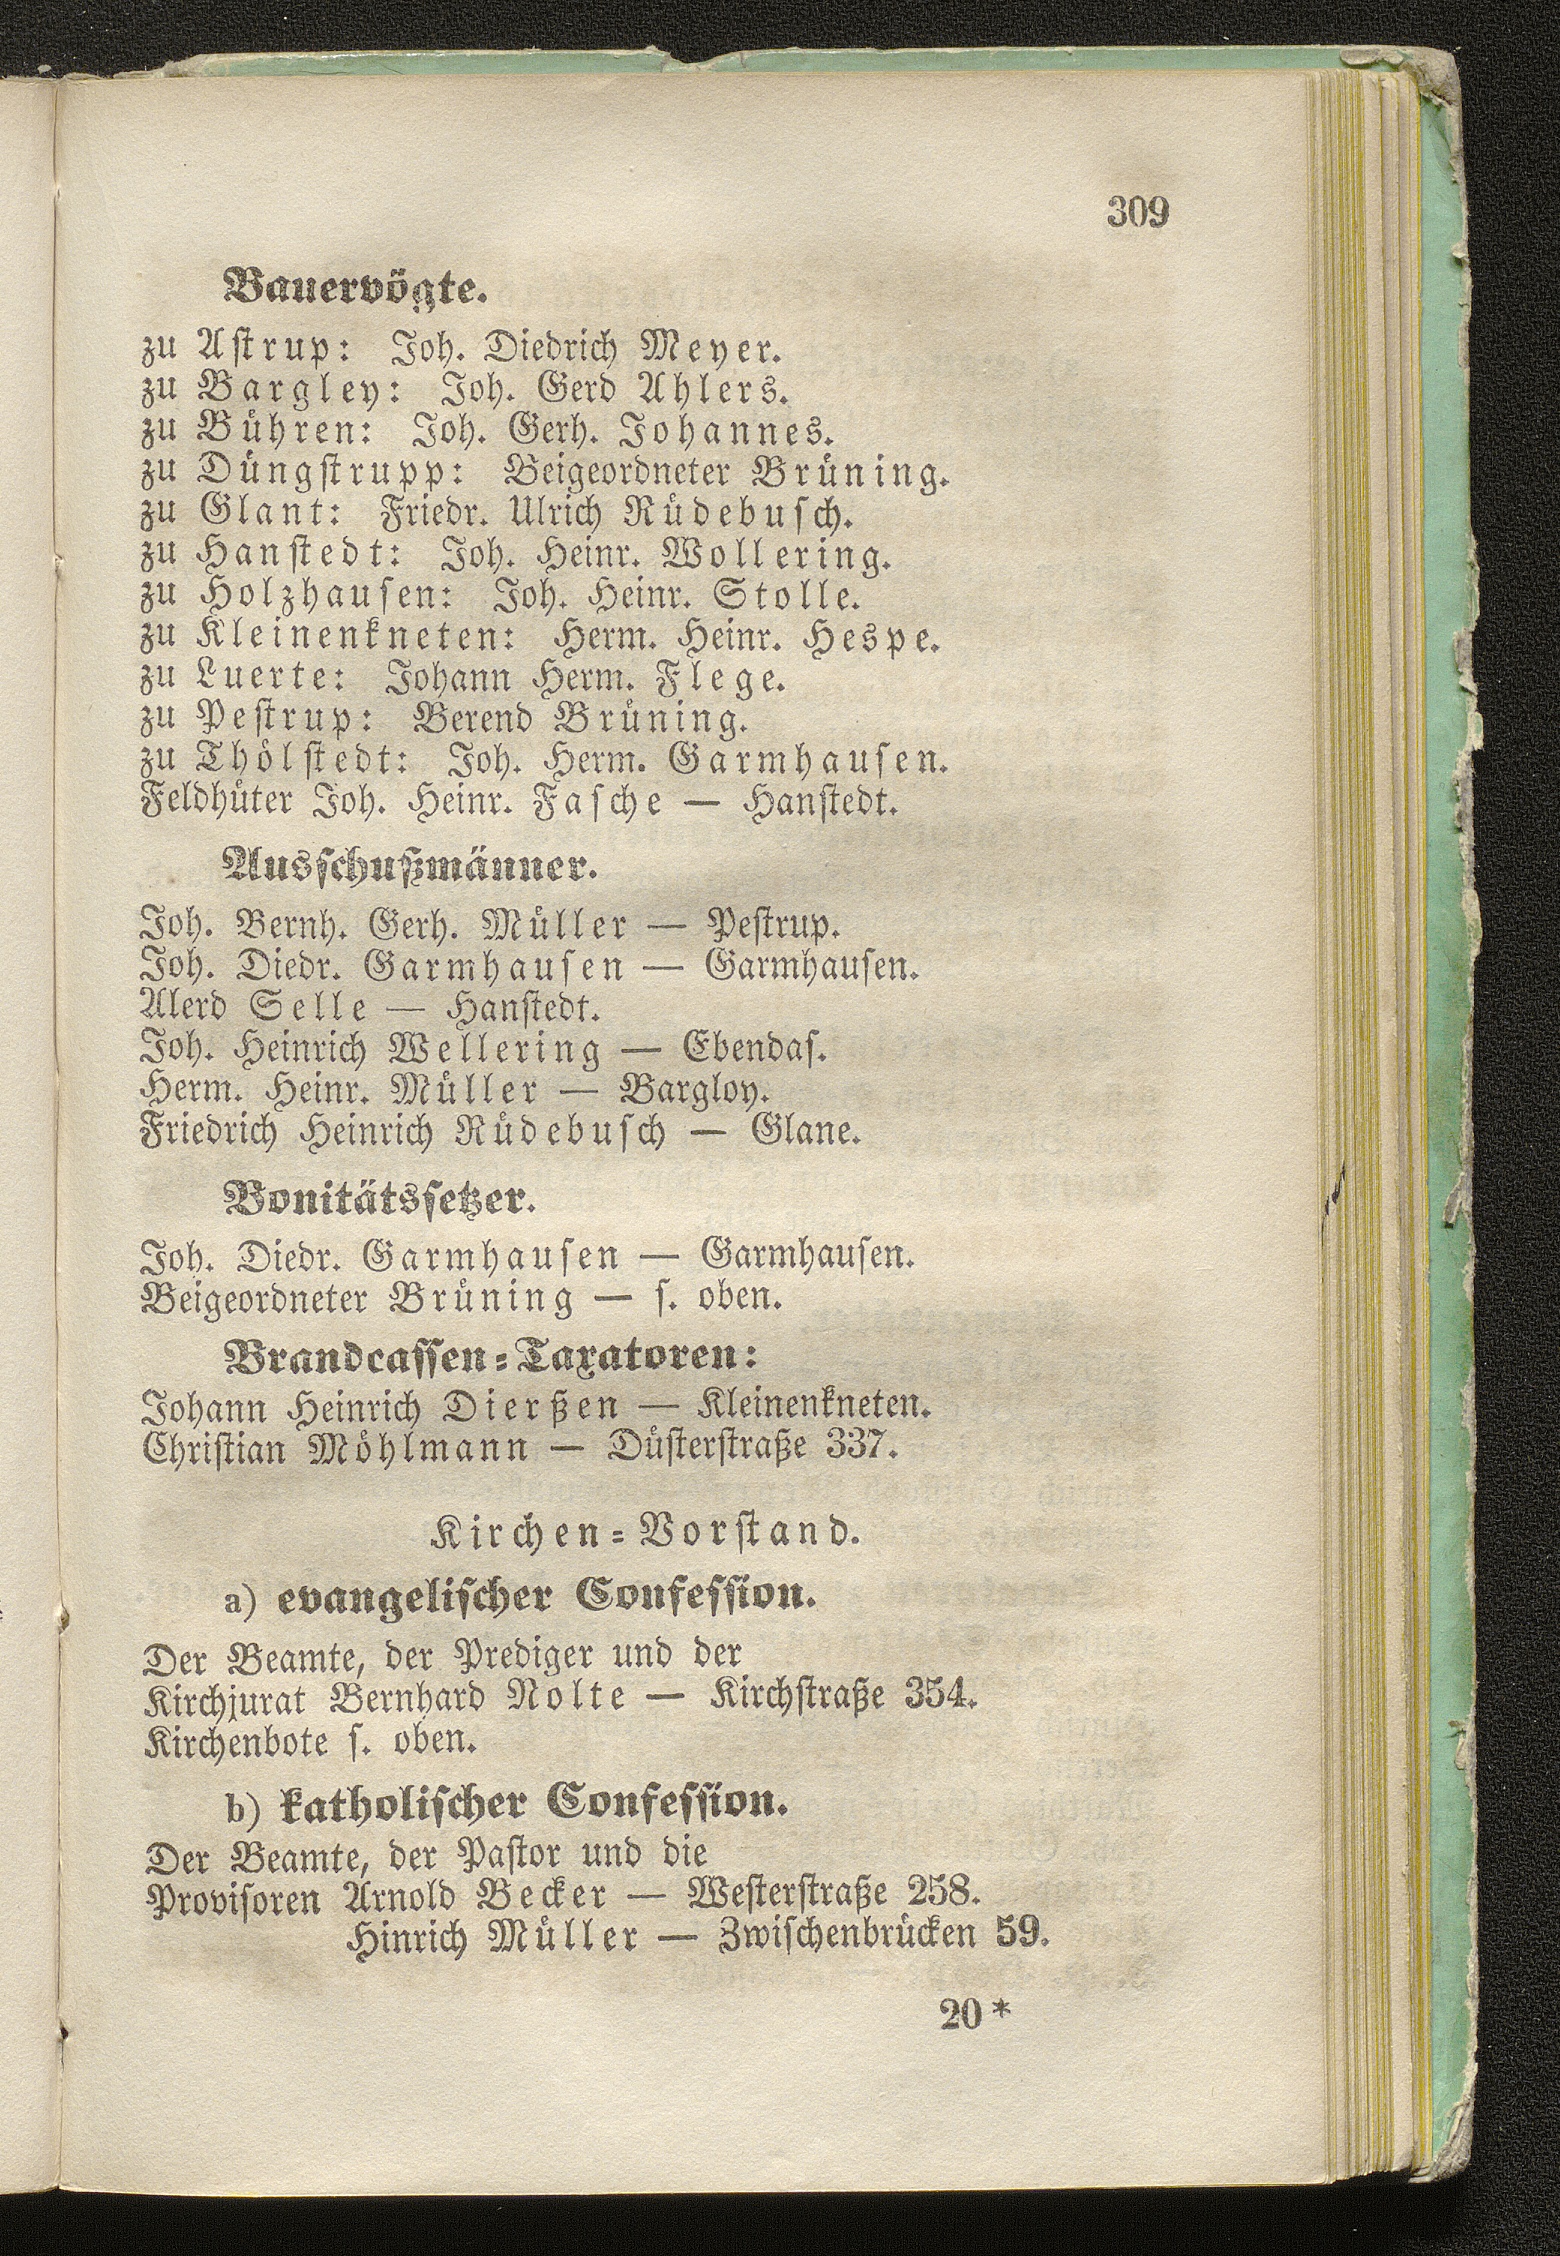 309
Bauervögte.
zu Astrup: Joh. Diedrich Meyer.
zu Bargley: Joh. Gerd Ahlers.
zu Bühren: Joh. Gerh. Johannes.
zu Düngstrupp: Beigeordneter Brüning.
zu Glant: Friedr. Ulrich Rüdebusch.
zu Hanstedt: Joh. Heinr. Wollering.
zu Holzhausen: Joh. Heinr. Stolle.
zu Kleinenkneten: Herm. Heinr. Hespe.
zu Luerte: Johann Herm. Flege.
zu Pestrup: Berend Brüning.
zu Thölstedt: Joh. Herm. Garmhausen.
Feldhüter Joh. Heinr. Fasche — Hanstedt.
Ausschußmänner.
Joh. Bernh. Gerh. Müller — Pestrup.
Joh. Diedr. Garmhausen — Garmhausen.
Alerd Selle — Hanstedt.
Joh. Heinrich Wellering — Ebendas.
Herm. Heinr. Müller — Bargloy.
Friedrich Heinrich Rüdebusch — Glane.
Bonitätssetzer.
Joh. Diedr. Garmhausen — Garmhausen.
Beigeordneter Brüning — s. oben.
Brandcassen-Taxatoren:
Johann Heinrich Dierßen — Kleinenkneten.
Christian Möhlmann — Düsterstraße 337.
Kirchen-Vorstand.
a) evangelischer Confession.
Der Beamte, der Prediger und der
Kirchjurat Bernhard Nolte — Kirchstraße 354.
Kirchenbote s. oben.
b) katholischer Confession.
Der Beamte, der Pastor und die
Provisoren Arnold Becker — Westerstraße 258.
Hinrich Müller — Zwischenbrücken 59.
20*